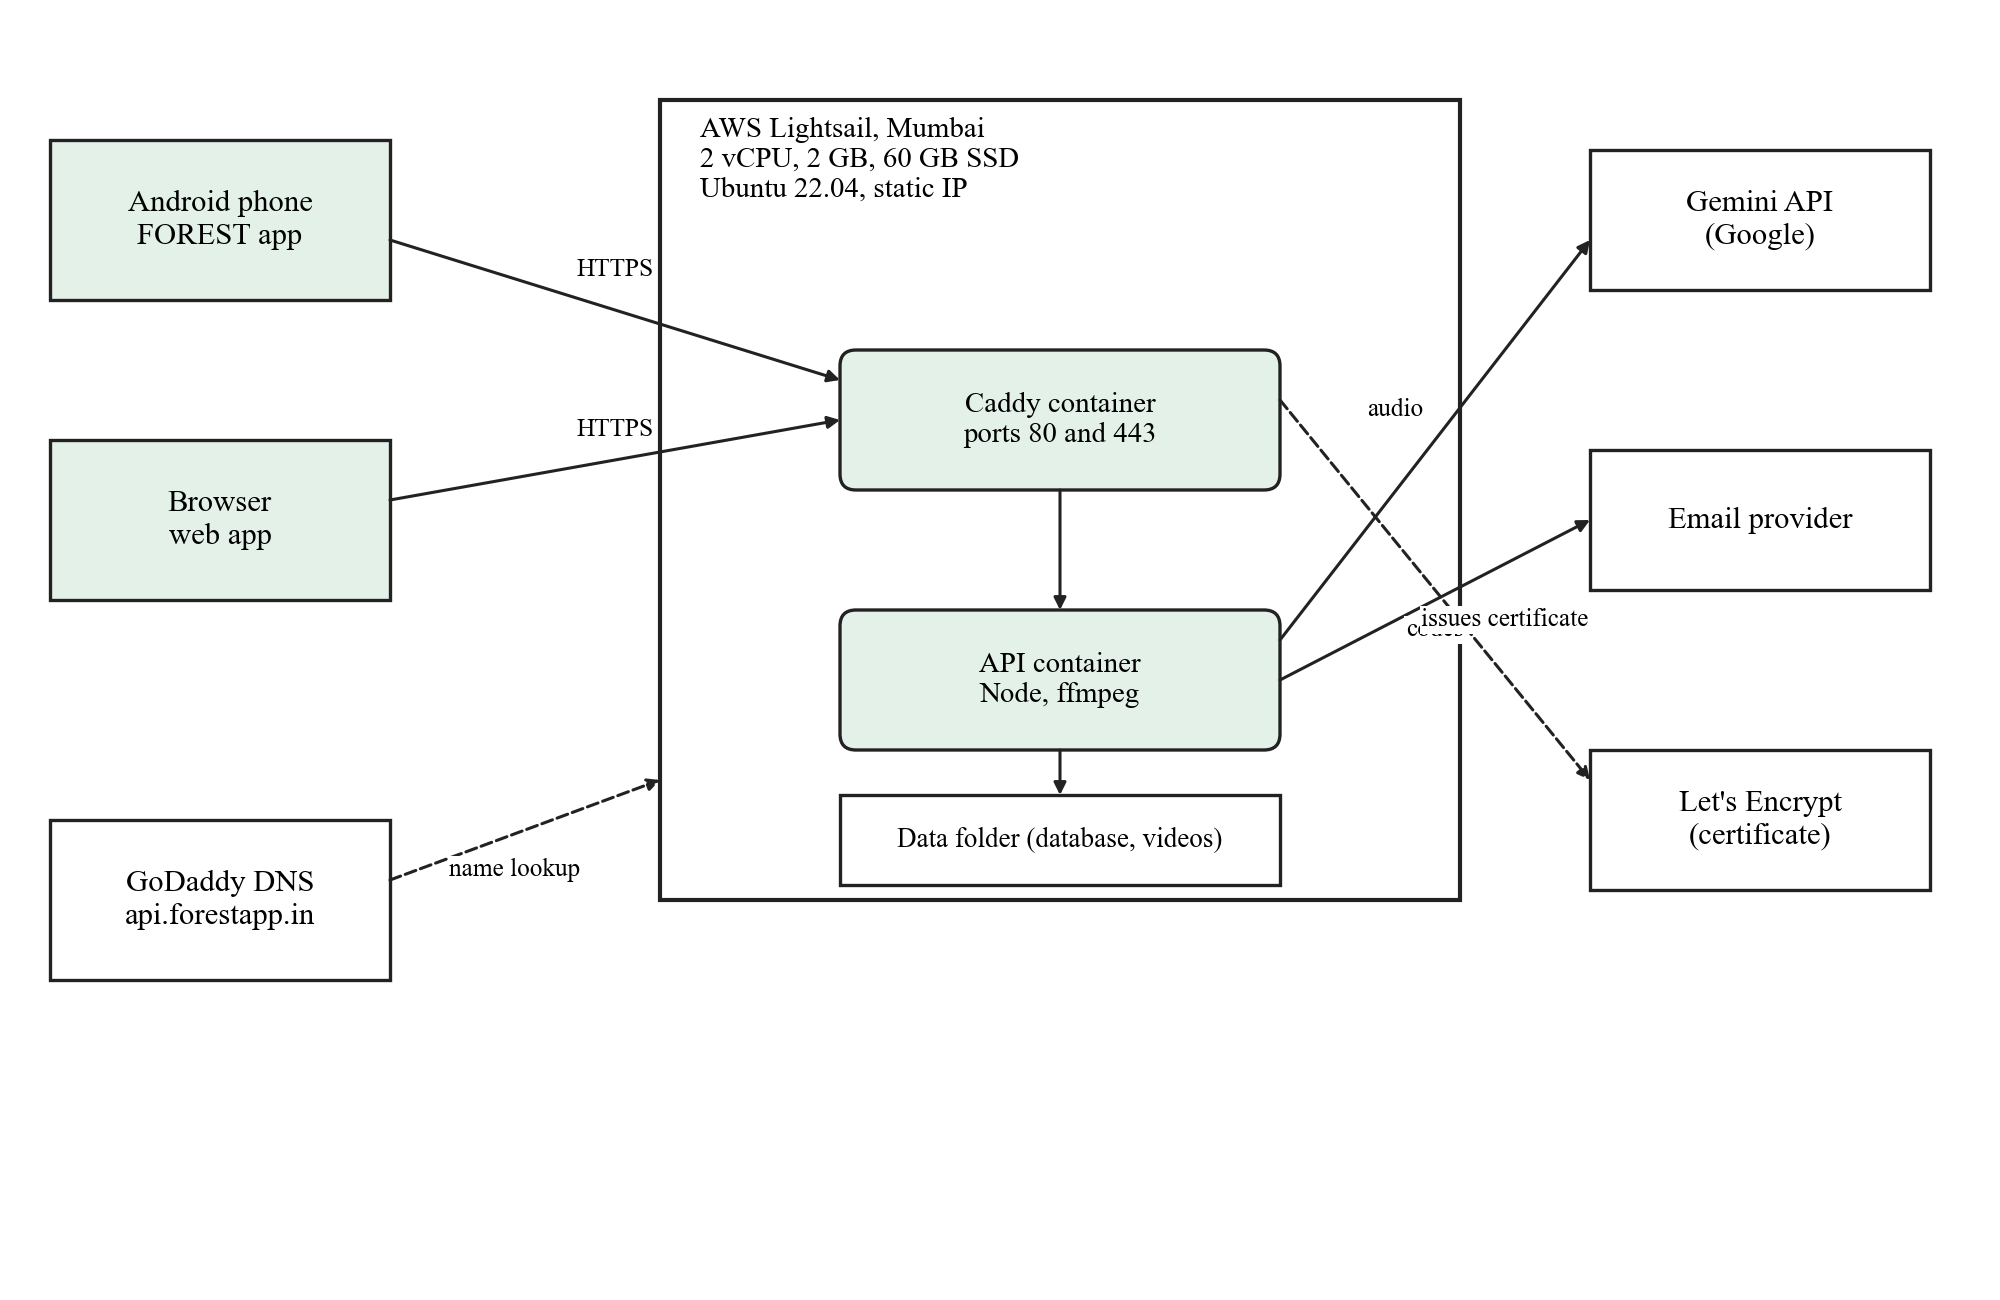 AWS Lightsail, Mumbai
2 vCPU, 2 GB, 60 GB SSD
Ubuntu 22.04, static IP
Android phone
FOREST app
HTTPS
Browser
web app
HTTPS
GoDaddy DNS
api.forestapp.in
name lookup
Caddy container
ports 80 and 443
API container
Node, ffmpeg
Data folder (database, videos)
audio
issues certificate
Gemini API
(Google)
Email provider
Let's Encrypt
(certificate)